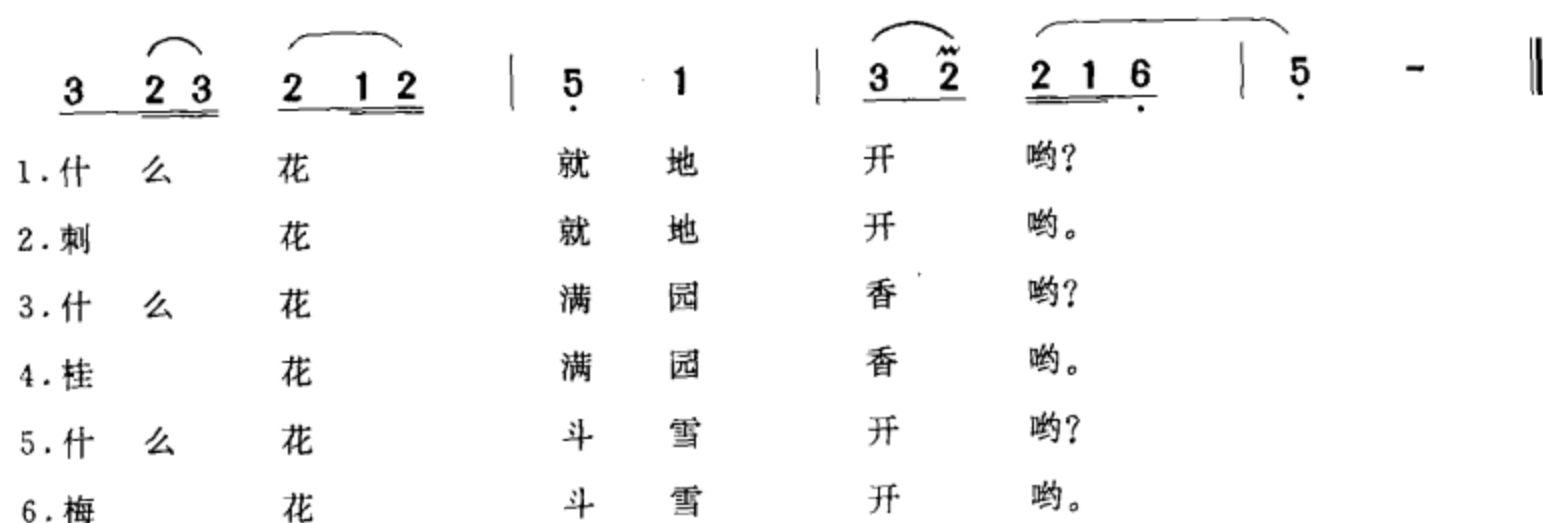 3 2 3 2 1 2 | 5 1 | 3 2 2 1 6 | 5 - ‖
1.什么花就地开哟?
2.刺花就地开哟。
3.什么花满园香哟?
4.桂花满园香哟。
5.什么花斗雪开哟?
6.梅花斗雪开哟。